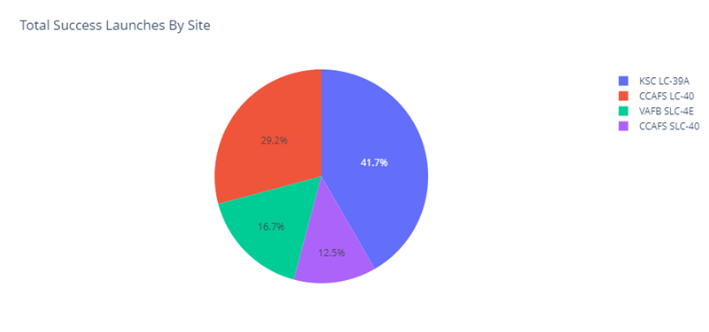 Total Success Launches By Site
KSC LC-39A
CCAFS LC-40
VAFB SLC-4E
CCAFS SLC-40
29.2%
41.7%
16.7%
12.5%